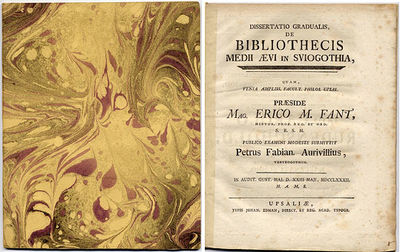 DISSERTATIO GRADUALIS,
DE
BIBLIOTHECIS
MEDII ÆVI IN SVIOGOTHIA,
QUAM,
VENIA AMPLISS. FACULT. PHILOS. UPSAL.
PRÆSIDE
MAG. ERICO M. FANT,
HISTOR. PROF. REG. ET ORD.
S. R. S. M.
PUBLICO EXAMINI MODESTE SUBMITTIT
Petrus Fabian. Aurivillius,
IN AUDIT. GUST. MAJ. D. XXIII MAJ. MDCCLXXXII.
H. A. M. S.
UPSALIÆ,
TYPIS JOHAN. EDMAN, DIRECT. ET REG. ACAD. TYPOGR.